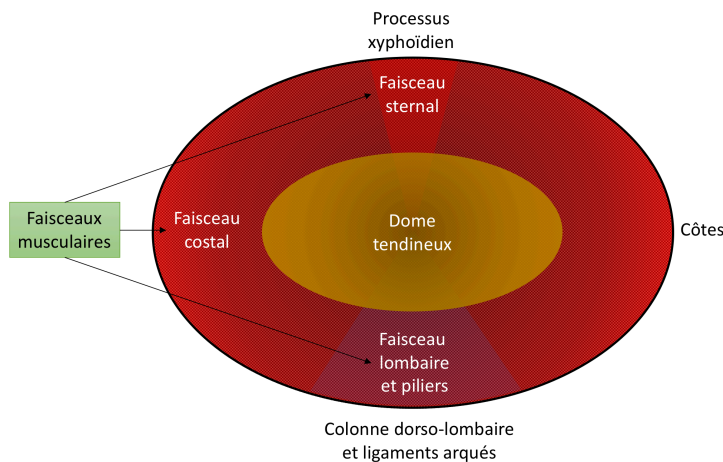 Processus
xyphoïdien
Faisceau
sternal
Faisceaux
musculaires
Faisceau
costal
Dome
tendineux
Côtes
Faisceau
lombaire
et piliers
Colonne dorso-lombaire
et ligaments arqués